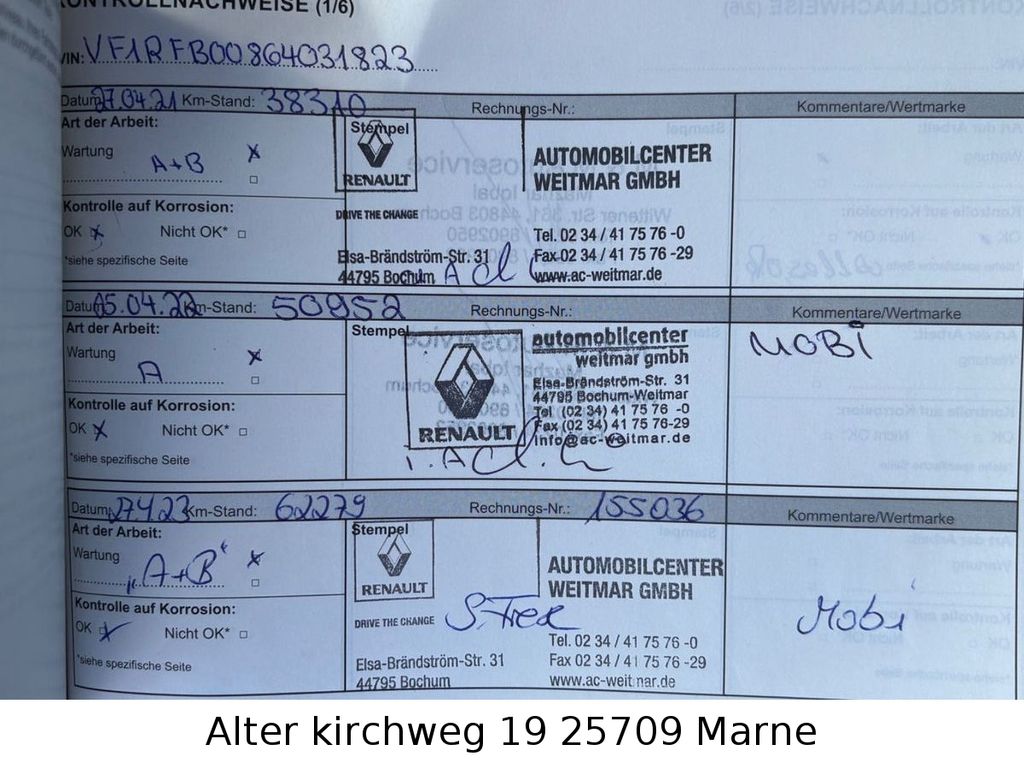 KONTROLLNACHWEISE (1/6)
VIN: VF1RFB00864031823
Datum: 27.04.21 Km-Stand: 38310 Rechnungs-Nr.: Kommentare/Wertmarke
Art der Arbeit: Stempel
Wartung A+B x
RENAULT
AUTOMOBILCENTER
WEITMAR GMBH
Kontrolle auf Korrosion:
DRIVE THE CHANGE
OK x Nicht OK*
Tel. 02 34 / 41 75 76 -0
*siehe spezifische Seite
Elsa-Brändström-Str. 31 Fax 02 34 / 41 75 76 -29
44795 Bochum www.ac-weitmar.de
Datum: 05.04.22 Km-Stand: 50952 Rechnungs-Nr.: Kommentare/Wertmarke
Art der Arbeit: Stempel
automobilcenter
weitmar gmbh
MOBi
Wartung A x
Elsa-Brändström-Str. 31
44795 Bochum-Weitmar
Kontrolle auf Korrosion:
Tel (02 34) 41 75 76 -0
OK x Nicht OK*
RENAULT
Fax (02 34) 41 75 76-29
info@ac-weitmar.de
*siehe spezifische Seite
Datum: 27.4.23 Km-Stand: 62279 Rechnungs-Nr.: 155036 Kommentare/Wertmarke
Art der Arbeit: Stempel
Wartung „A+B“ x
RENAULT
AUTOMOBILCENTER
WEITMAR GMBH
Kontrolle auf Korrosion:
DRIVE THE CHANGE
Mobi
OK x Nicht OK*
Tel. 02 34 / 41 75 76 -0
*siehe spezifische Seite
Elsa-Brändström-Str. 31 Fax 02 34 / 41 75 76 -29
44795 Bochum www.ac-weitmar.de
Alter kirchweg 19 25709 Marne